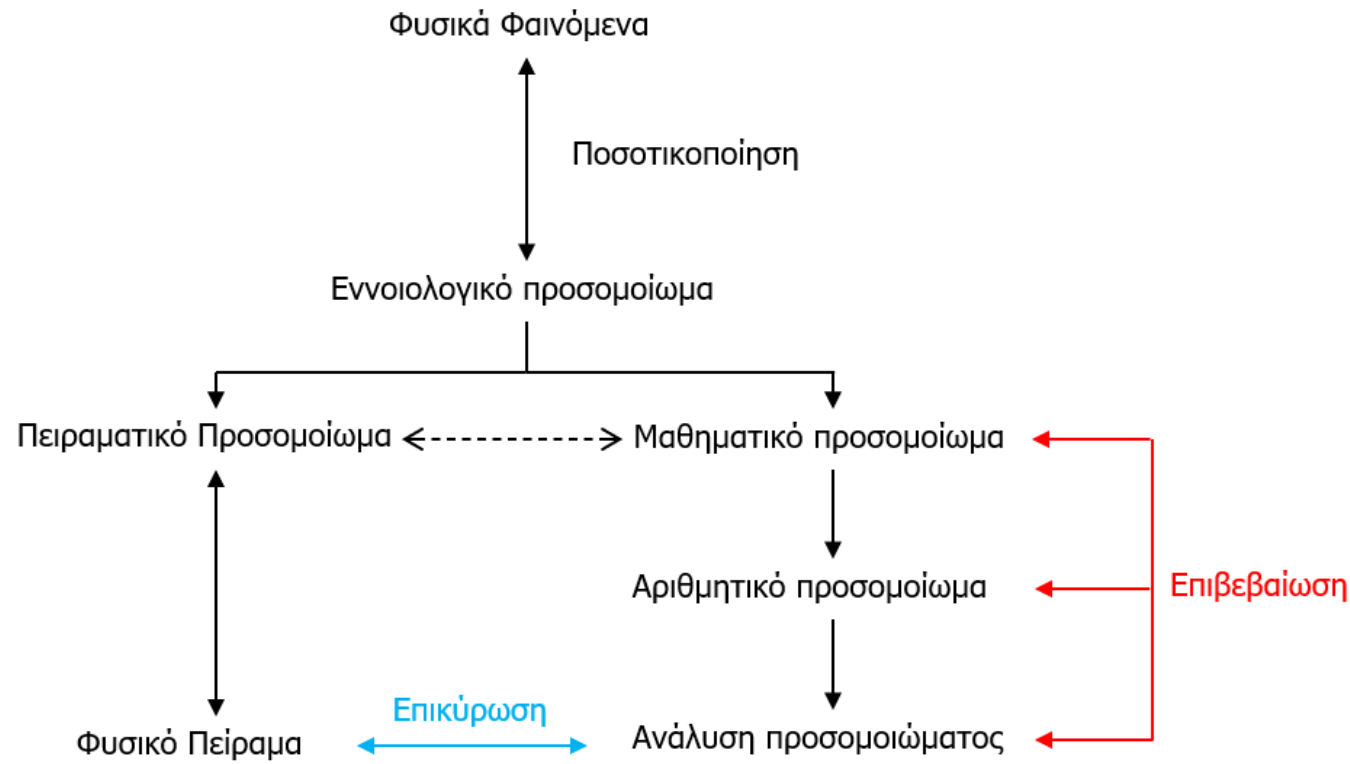 Φυσικά Φαινόμενα
Ποσοτικοποίηση
Εννοιολογικό προσομοίωμα
Πειραματικό Προσομοίωμα
Μαθηματικό προσομοίωμα
Αριθμητικό προσομοίωμα
Επιβεβαίωση
Επικύρωση
Φυσικό Πείραμα
Ανάλυση προσομοιώματος